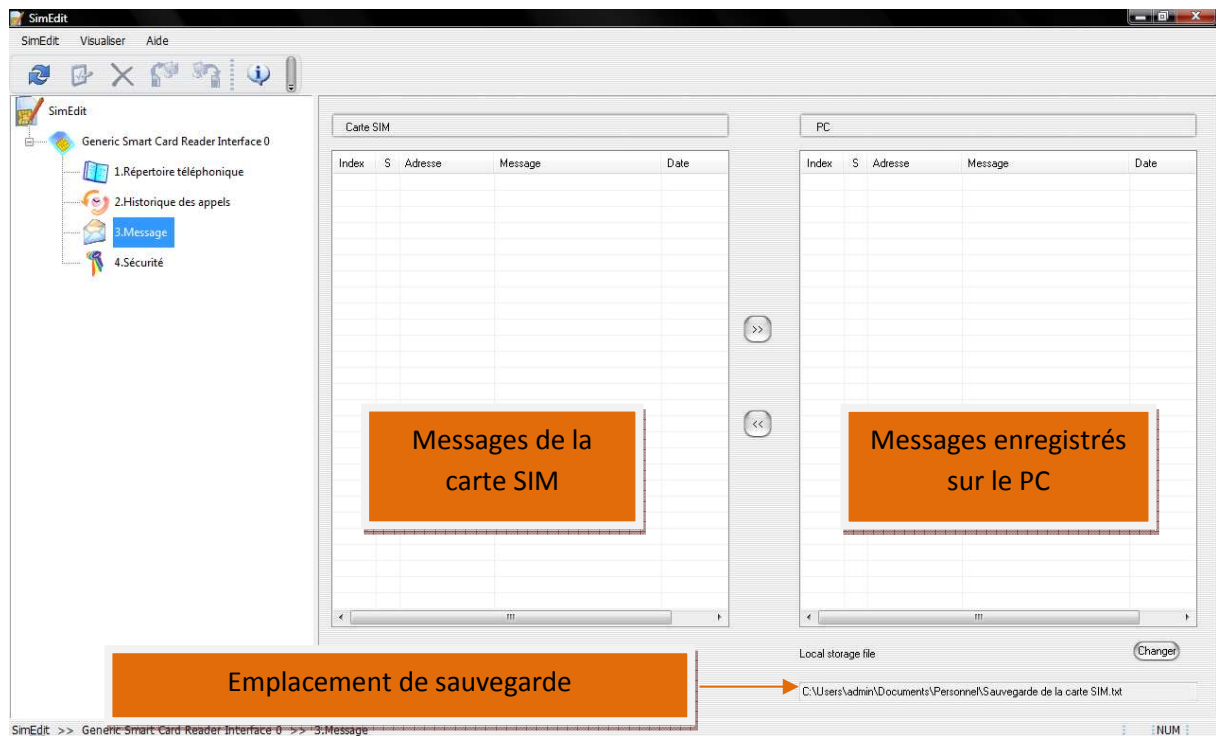 SimEdit
SimEdit Visualiser Aide
SimEdit
Generic Smart Card Reader Interface 0
1.Répertoire téléphonique
2.Historique des appels
3.Message
4.Sécurité
Carte SIM
Index S Adresse Message Date
>>
<<
PC
Index S Adresse Message Date
Messages de la
carte SIM
Messages enregistrés
sur le PC
Local storage file
Changer
Emplacement de sauvegarde
C:\Users\admin\Documents\Personnel\Sauvegarde de la carte SIM.txt
SimEdit >> Generic Smart Card Reader Interface 0 >> 3.Message
NUM